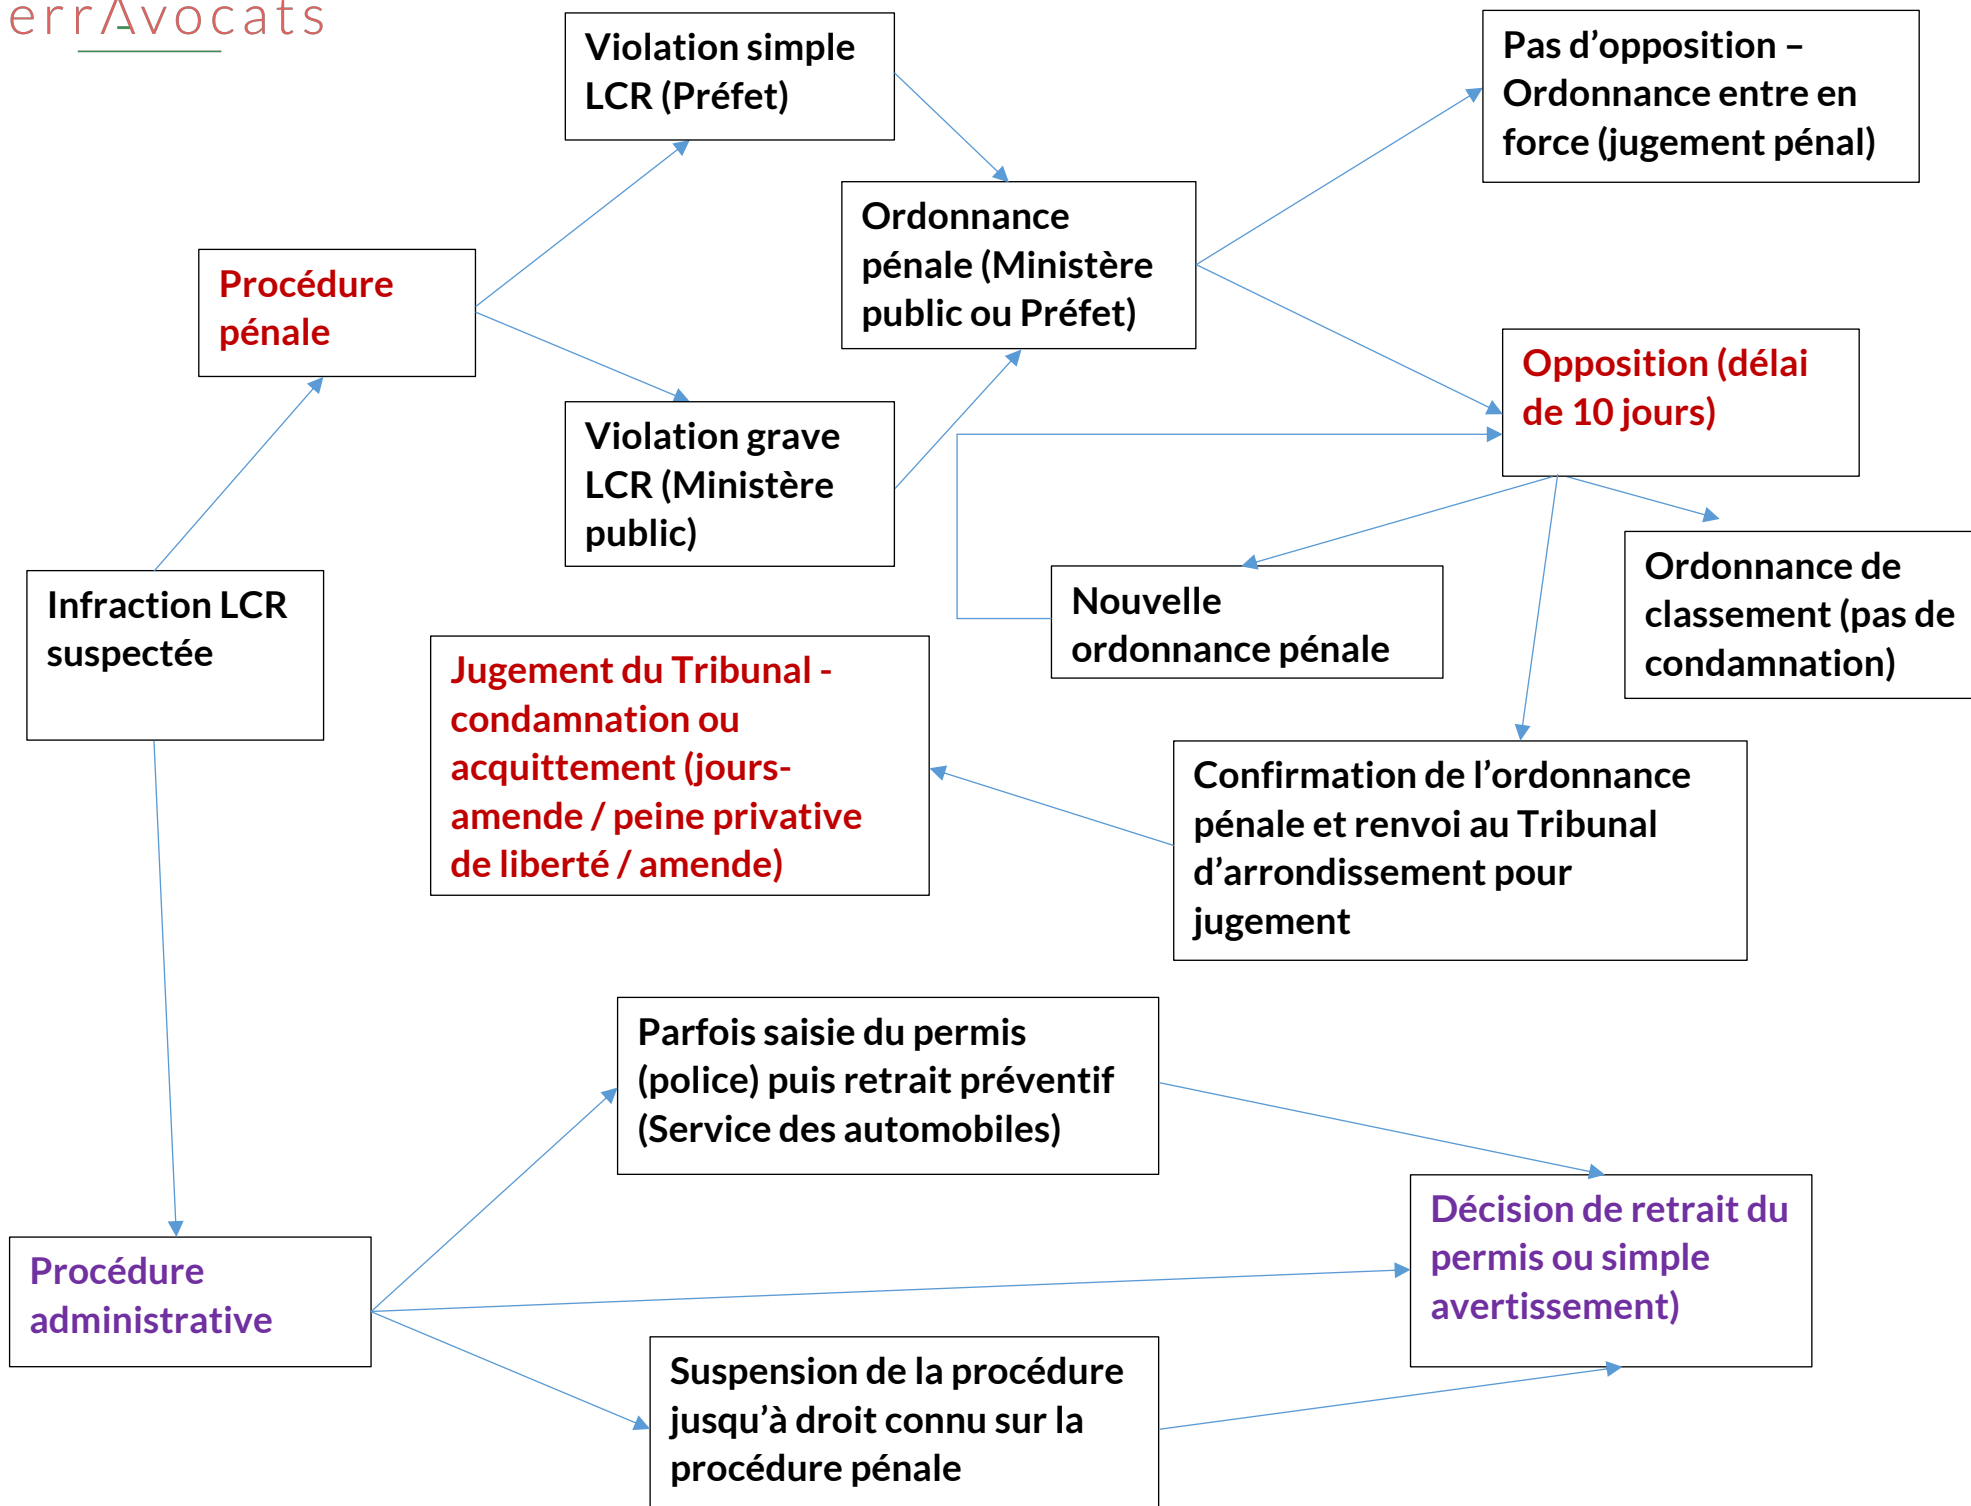 errAvocats
Violation simple
LCR (Préfet)
Pas d’opposition –
Ordonnance entre en
force (jugement pénal)
Ordonnance
pénale (Ministère
public ou Préfet)
Procédure
pénale
Opposition (délai
de 10 jours)
Violation grave
LCR (Ministère
public)
Ordonnance de
classement (pas de
condamnation)
Nouvelle
ordonnance pénale
Infraction LCR
suspectée
Jugement du Tribunal -
condamnation ou
acquittement (jours-
amende / peine privative
de liberté / amende)
Confirmation de l’ordonnance
pénale et renvoi au Tribunal
d’arrondissement pour
jugement
Parfois saisie du permis
(police) puis retrait préventif
(Service des automobiles)
Décision de retrait du
permis ou simple
avertissement)
Procédure
administrative
Suspension de la procédure
jusqu’à droit connu sur la
procédure pénale